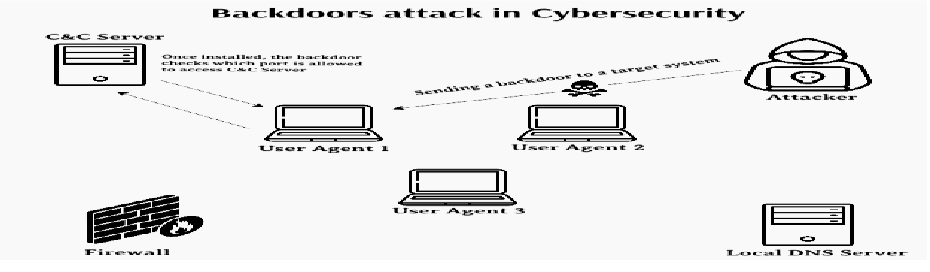 Backdoors attack in Cybersecurity
C&C Server
Once installed, the backdoor
checks which port is allowed
to access C&C Server
Sending a backdoor to a target system
Attacker
User Agent 1
User Agent 2
User Agent 3
Firewall
Local DNS Server